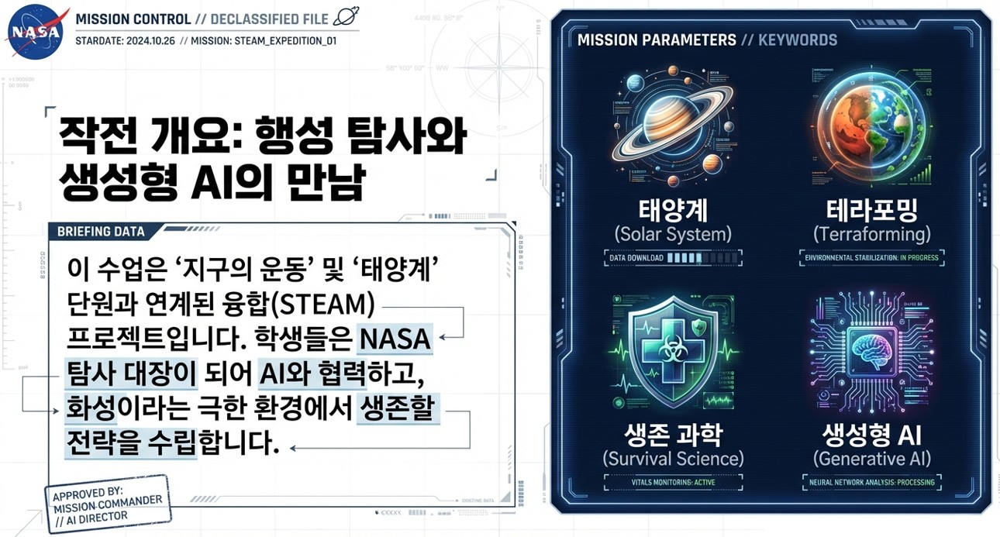 NASA
MISSION CONTROL // DECLASSIFIED FILE
STARDATE: 2024.10.26 // MISSION: STEAM_EXPEDITION_01
작전 개요: 행성 탐사와
생성형 AI의 만남
BRIEFING DATA
이 수업은 ‘지구의 운동’ 및 ‘태양계’
단원과 연계된 융합(STEAM)
프로젝트입니다. 학생들은 NASA
탐사 대장이 되어 AI와 협력하고,
화성이라는 극한 환경에서 생존할
전략을 수립합니다.
APPROVED BY:
MISSION COMMANDER
// AI DIRECTOR
MISSION PARAMETERS // KEYWORDS
태양계
(Solar System)
DATA DOWNLOAD
테라포밍
(Terraforming)
생존 과학
(Survival Science)
VITALS MONITORING: ACTIVE
생성형 AI
(Generative AI)
NEURAL NETWORK ANALYSIS: PROCESSING